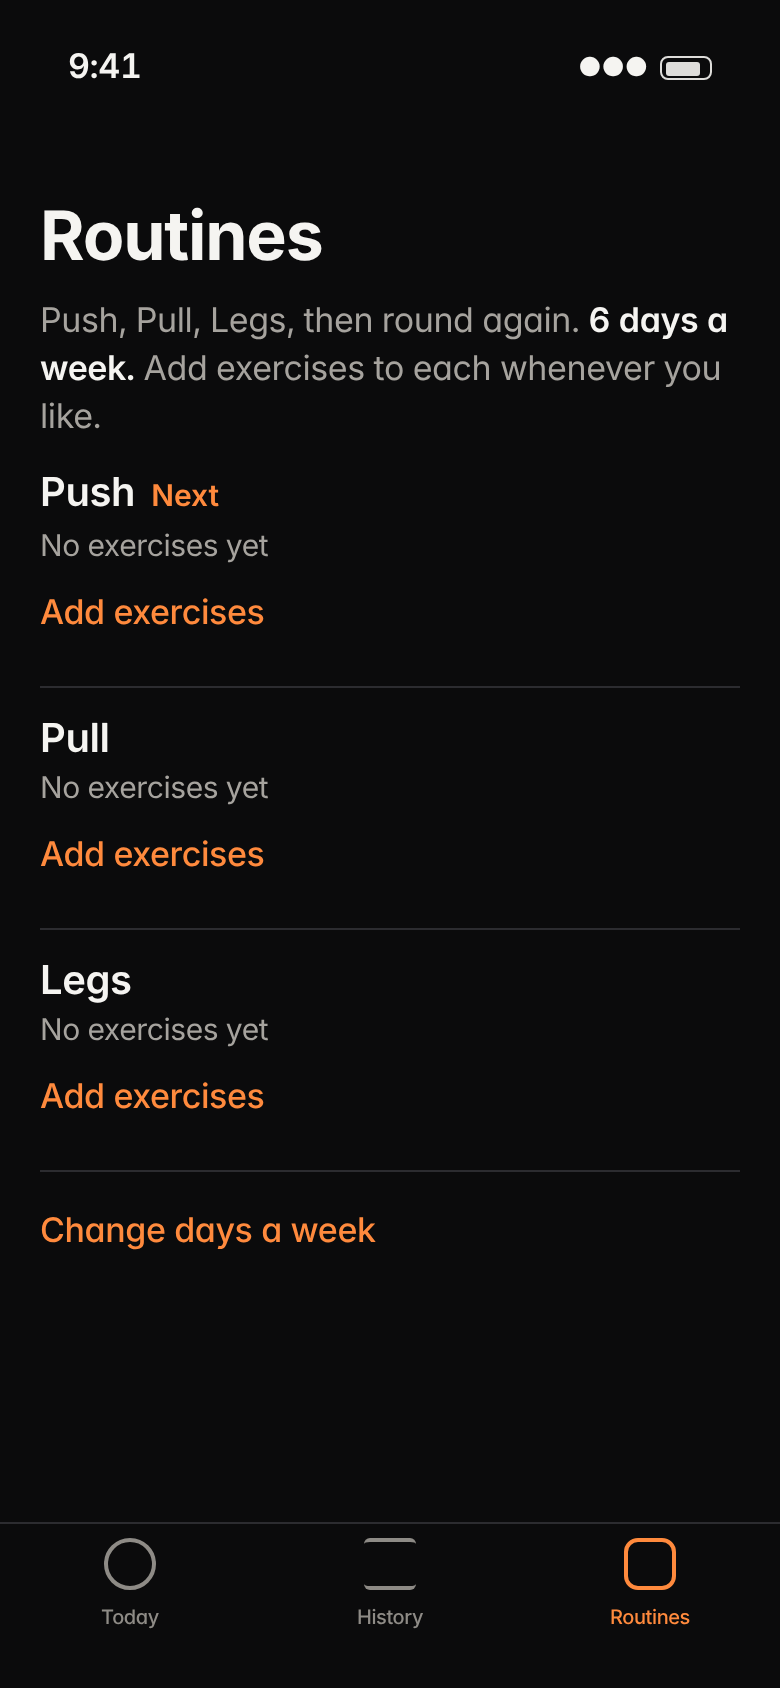 9:41
Routines
Push, Pull, Legs, then round again. 6 days a
week. Add exercises to each whenever you
like.
Push Next
No exercises yet
Add exercises
Pull
No exercises yet
Add exercises
Legs
No exercises yet
Add exercises
Change days a week
Today History Routines